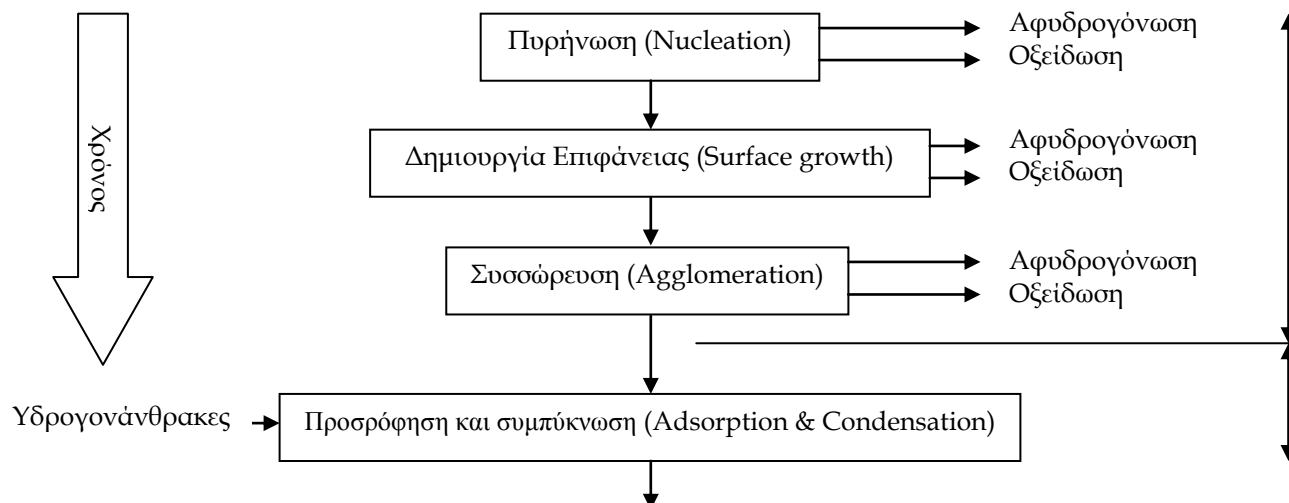 Πυρήνωση (Nucleation)
Αφυδρογόνωση
Οξείδωση
Χρόνος
Δημιουργία Επιφάνειας (Surface growth)
Αφυδρογόνωση
Οξείδωση
Συσσώρευση (Agglomeration)
Αφυδρογόνωση
Οξείδωση
Υδρογονάνθρακες
Προσρόφηση και συμπύκνωση (Adsorption & Condensation)